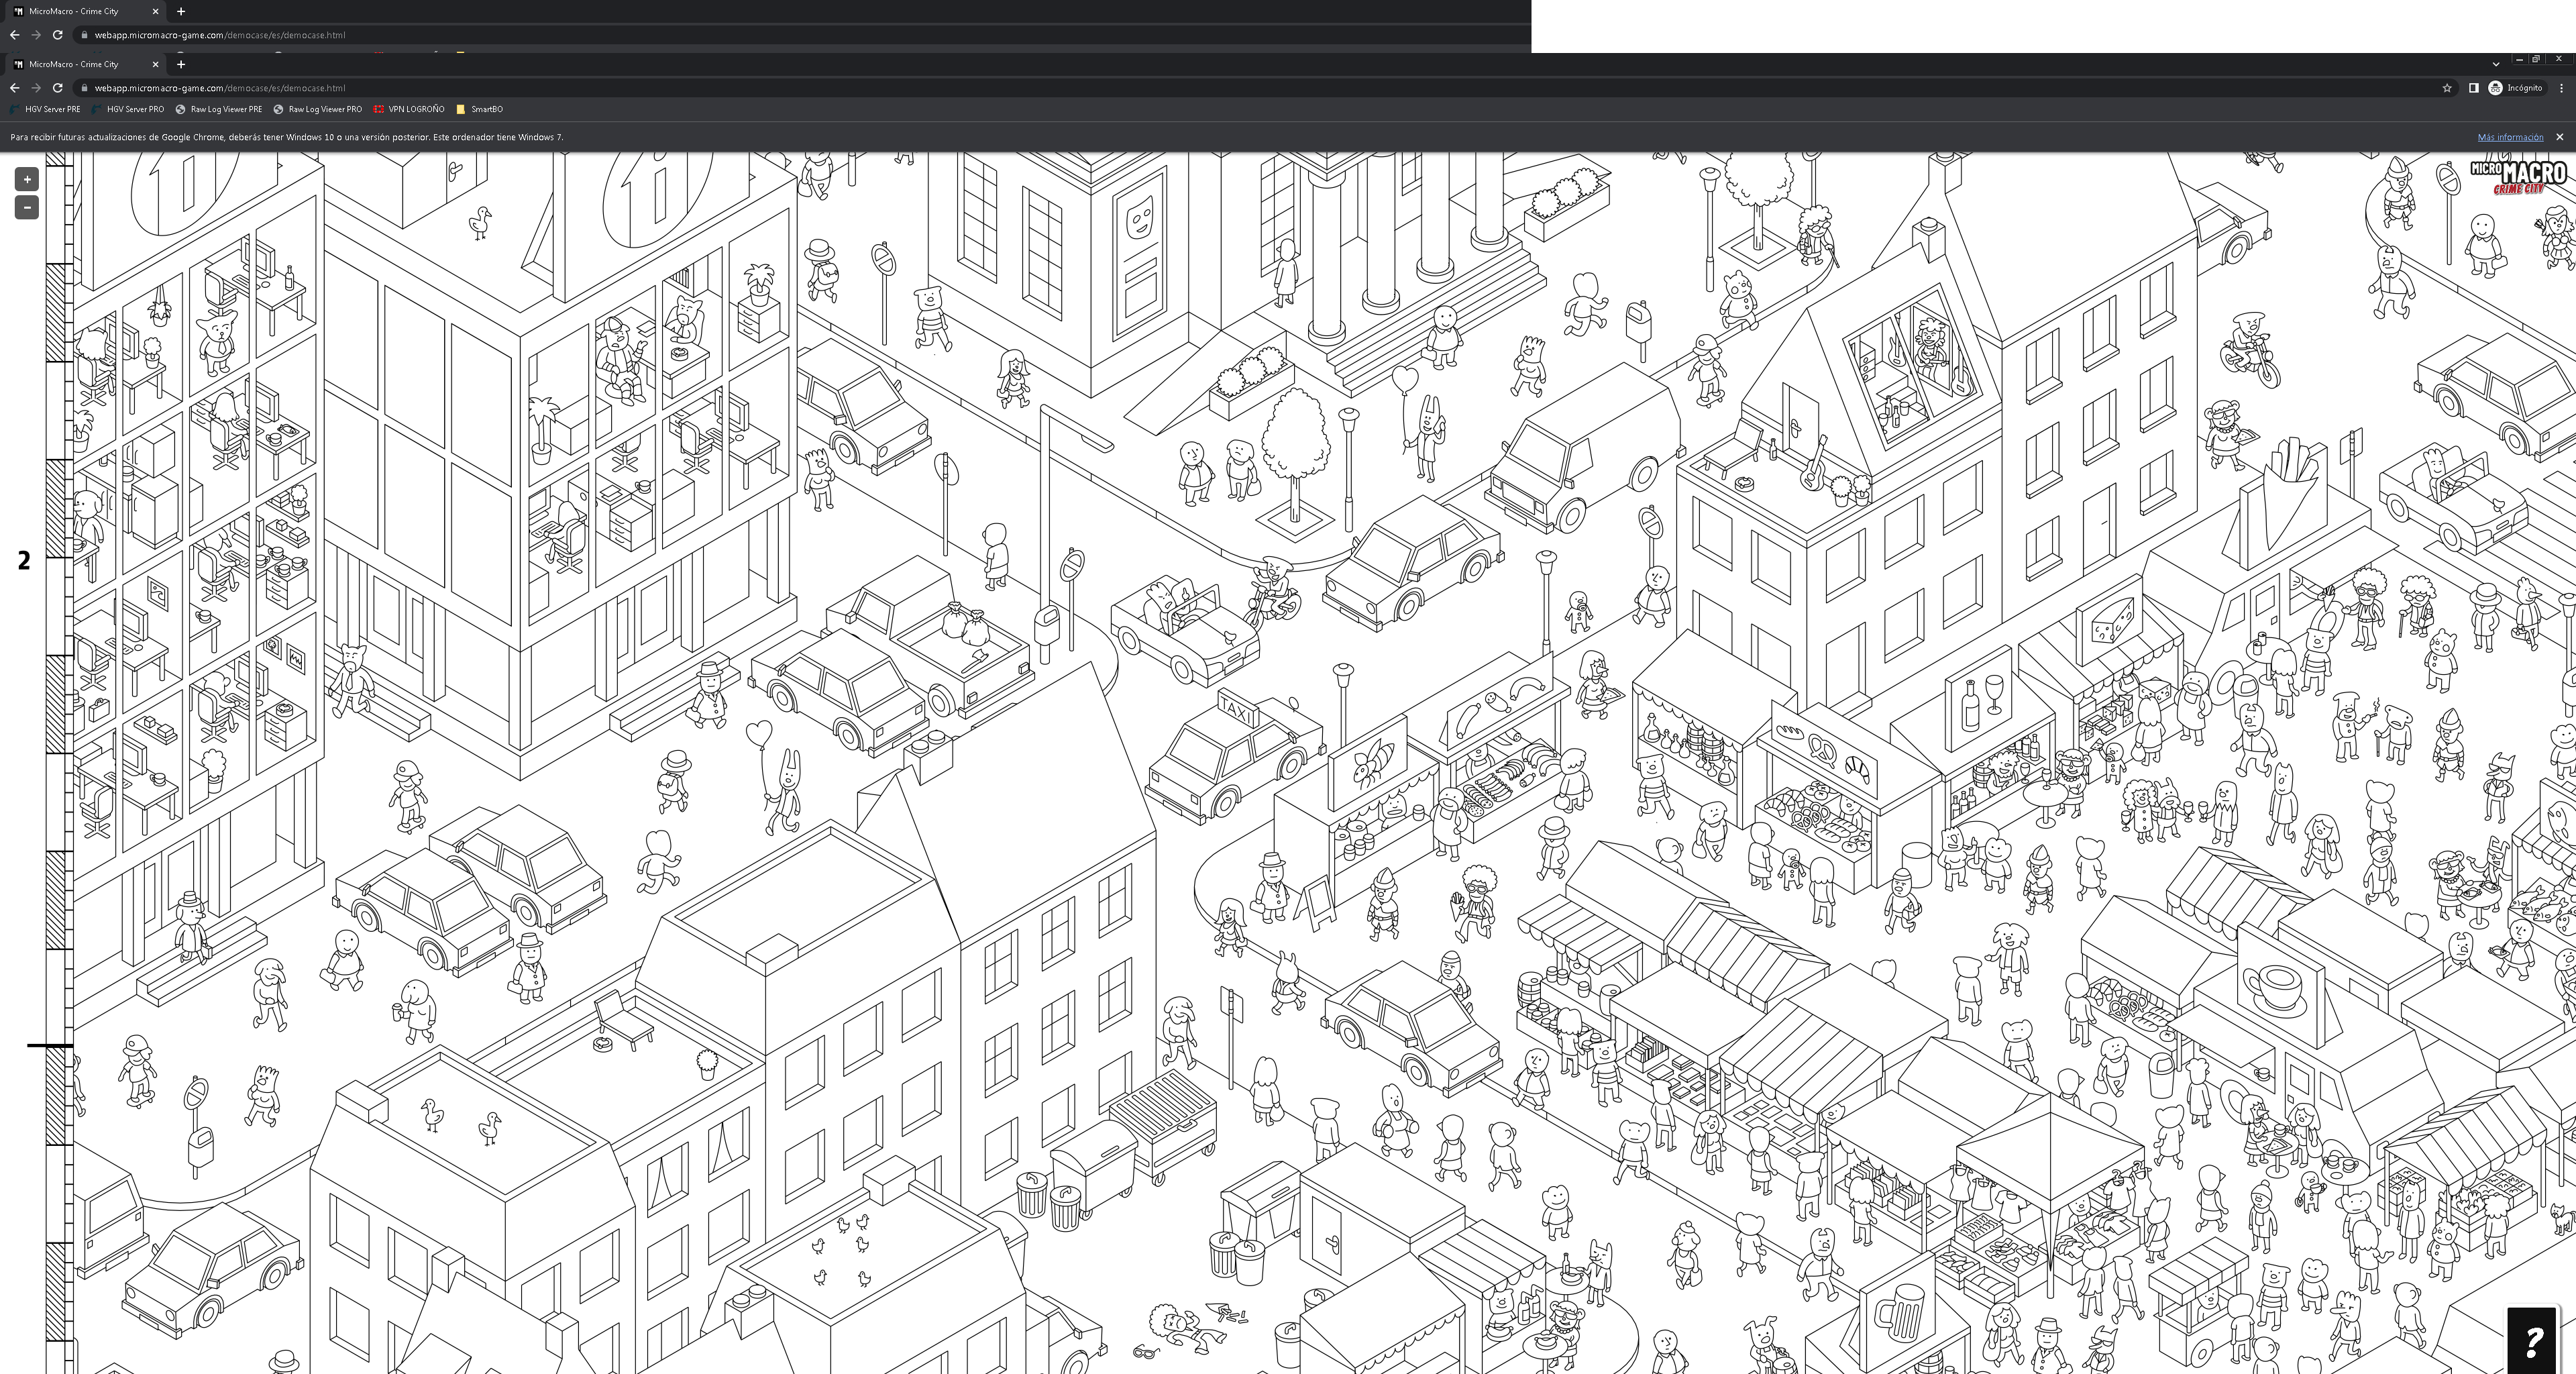 MicroMacro - Crime City
webapp.micromacro-game.com/democase/es/democase.html
MicroMacro - Crime City
webapp.micromacro-game.com/democase/es/democase.html
Incógnito
HGV Server PRE
HGV Server PRO
Raw Log Viewer PRE
Raw Log Viewer PRO
VPN LOGROÑO
SmartBO
Para recibir futuras actualizaciones de Google Chrome, deberás tener Windows 10 o una versión posterior. Este ordenador tiene Windows 7.
Más información
+
−
MICRO MACRO
CRIME CITY
i
i
2
TAXI
?